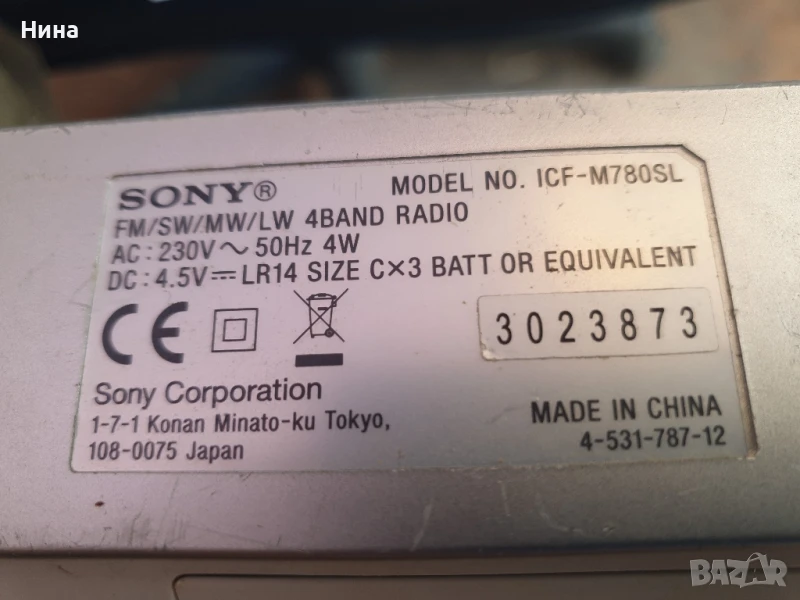 Нина
SONY® MODEL NO. ICF-M780SL
FM/SW/MW/LW 4BAND RADIO
AC : 230V ~ 50Hz 4W
DC : 4.5V ⎓ LR14 SIZE C×3 BATT OR EQUIVALENT
CE
3023873
Sony Corporation
1-7-1 Konan Minato-ku Tokyo,
108-0075 Japan
MADE IN CHINA
4-531-787-12
BAZAR